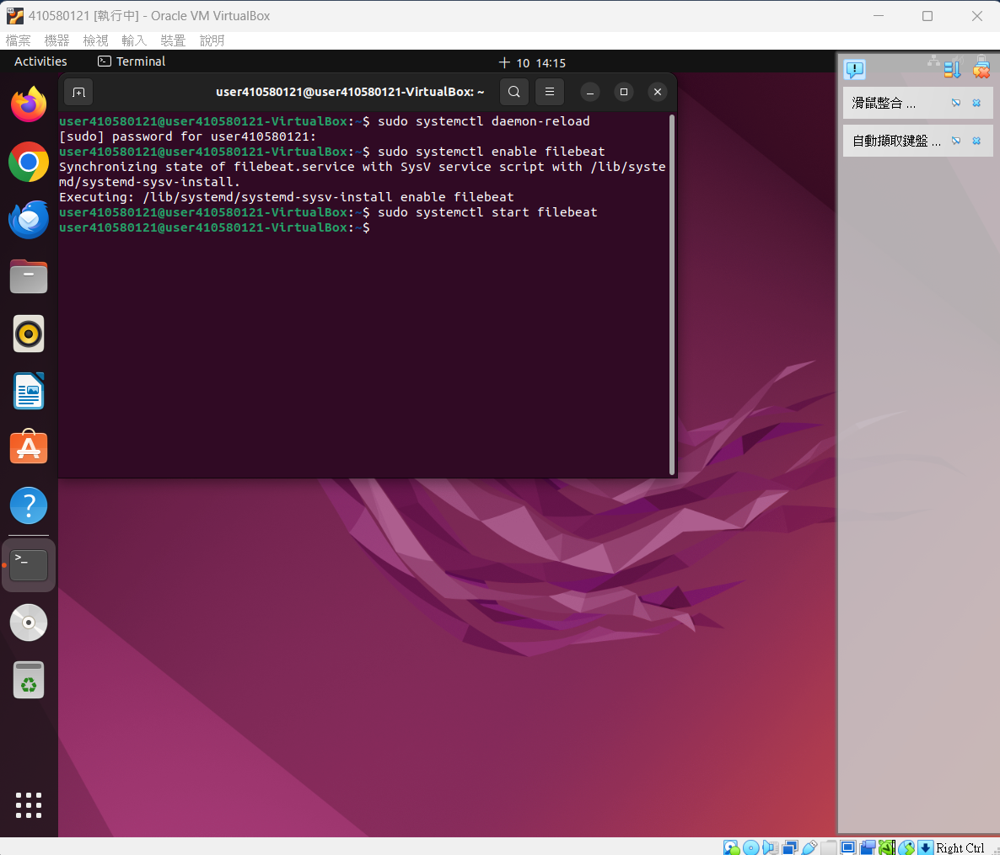 410580121 [執行中] - Oracle VM VirtualBox
檔案 機器 檢視 輸入 裝置 說明
Activities Terminal + 10 14:15
user410580121@user410580121-VirtualBox: ~
user410580121@user410580121-VirtualBox:~$ sudo systemctl daemon-reload
[sudo] password for user410580121:
user410580121@user410580121-VirtualBox:~$ sudo systemctl enable filebeat
Synchronizing state of filebeat.service with SysV service script with /lib/syste
md/systemd-sysv-install.
Executing: /lib/systemd/systemd-sysv-install enable filebeat
user410580121@user410580121-VirtualBox:~$ sudo systemctl start filebeat
user410580121@user410580121-VirtualBox:~$
滑鼠整合 ...
自動擷取鍵盤 ...
Right Ctrl